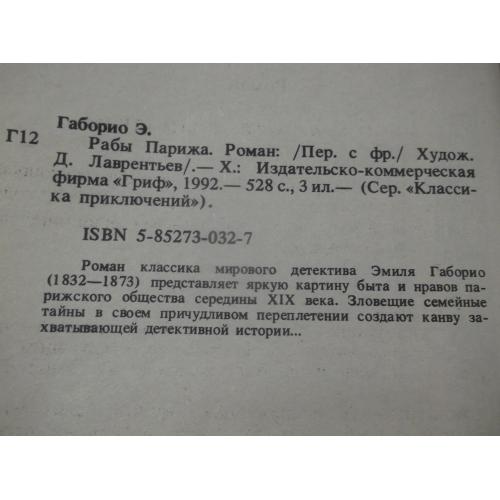 Габорио Э.
Г12
Рабы Парижа. Роман: /Пер. с фр./ Худож.
Д. Лаврентьев/.— Х.: Издательско-коммерческая
фирма «Гриф», 1992.— 528 с., 3 ил.— (Сер. «Класси-
ка приключений»).
ISBN 5-85273-032-7
Роман классика мирового детектива Эмиля Габорио
(1832—1873) представляет яркую картину быта и нравов па-
рижского общества середины XIX века. Зловещие семейные
тайны в своем причудливом переплетении создают канву за-
хватывающей детективной истории...